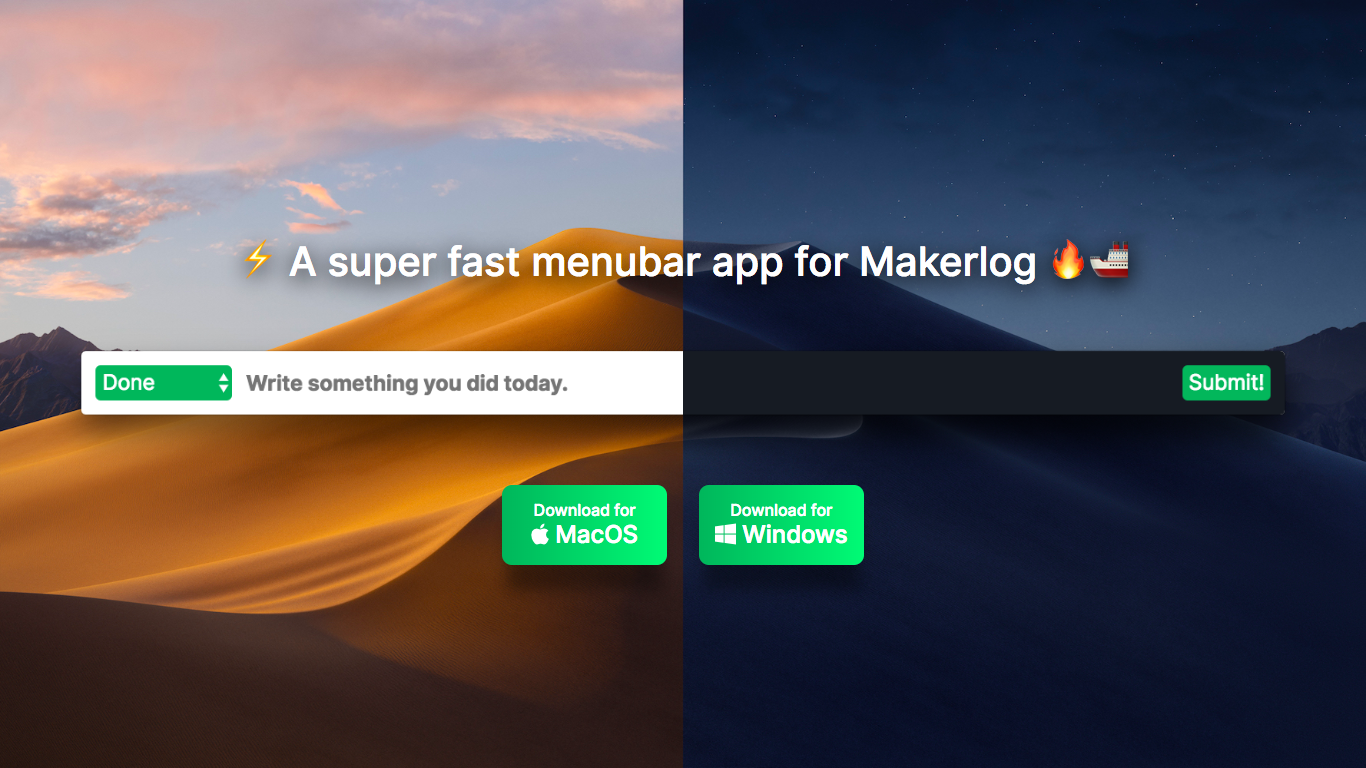 ⚡ A super fast menubar app for Makerlog 🔥🚢
Done
Write something you did today.
Submit!
Download for
MacOS
Download for
Windows